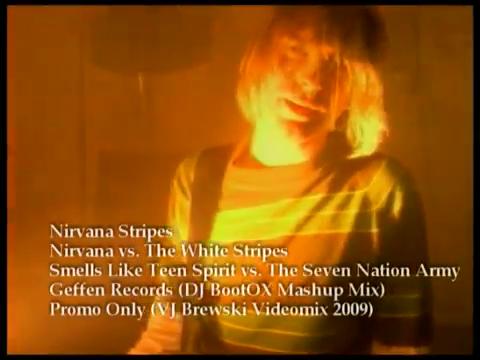 Nirvana Stripes
Nirvana vs. The White Stripes
Smells Like Teen Spirit vs. The Seven Nation Army
Geffen Records (DJ BootOX Mashup Mix)
Promo Only (VJ Brewski Videomix 2009)